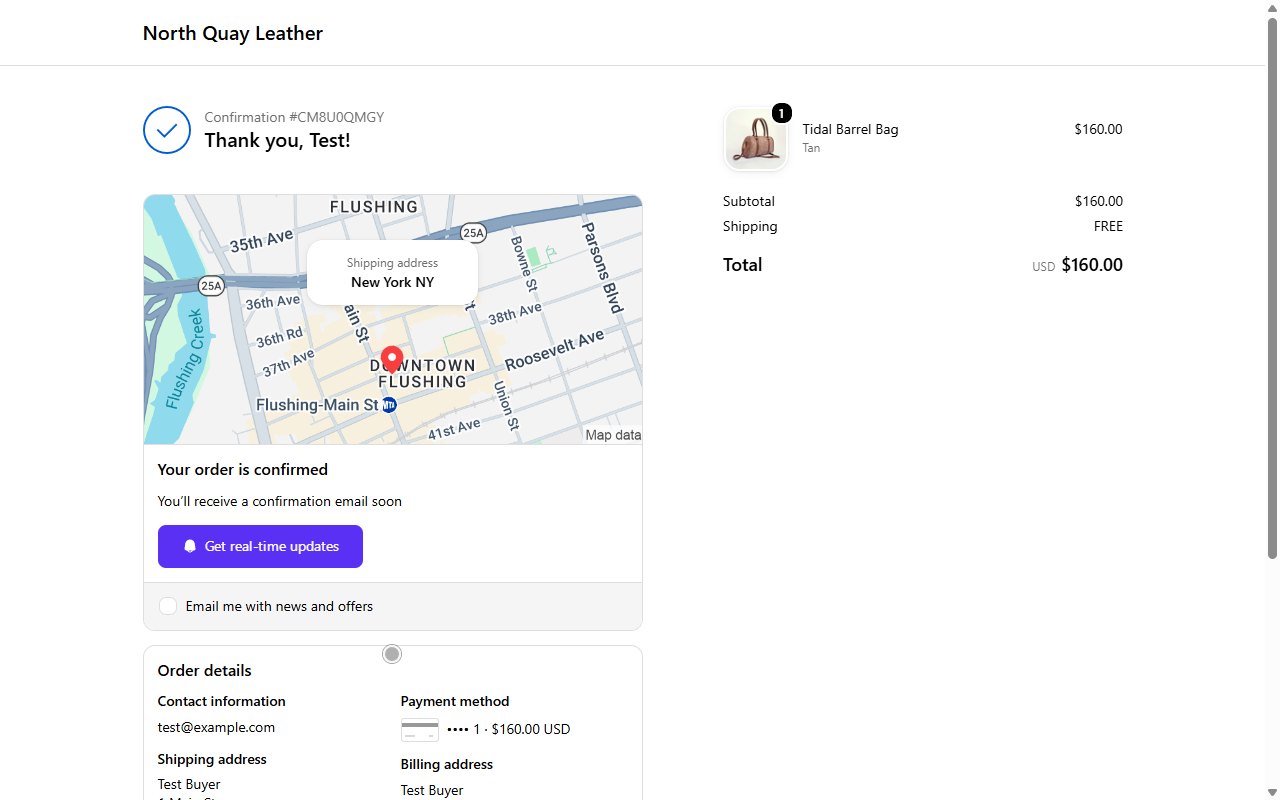 North Quay Leather
Confirmation #CM8U0QMGY
Thank you, Test!
FLUSHING
25A
35th Ave
Bowne St
Parsons Blvd
Shipping address
New York NY
25A
36th Ave
38th Ave
36th Rd
37th Ave
Roosevelt Ave
Flushing Creek
DOWNTOWN
FLUSHING
Flushing-Main St
Union St
41st Ave
Map data
Your order is confirmed
You'll receive a confirmation email soon
Get real-time updates
Email me with news and offers
Order details
Contact information
test@example.com
Shipping address
Test Buyer
Payment method
•••• 1 · $160.00 USD
Billing address
Test Buyer
1
Tidal Barrel Bag $160.00
Tan
Subtotal $160.00
Shipping FREE
Total USD $160.00